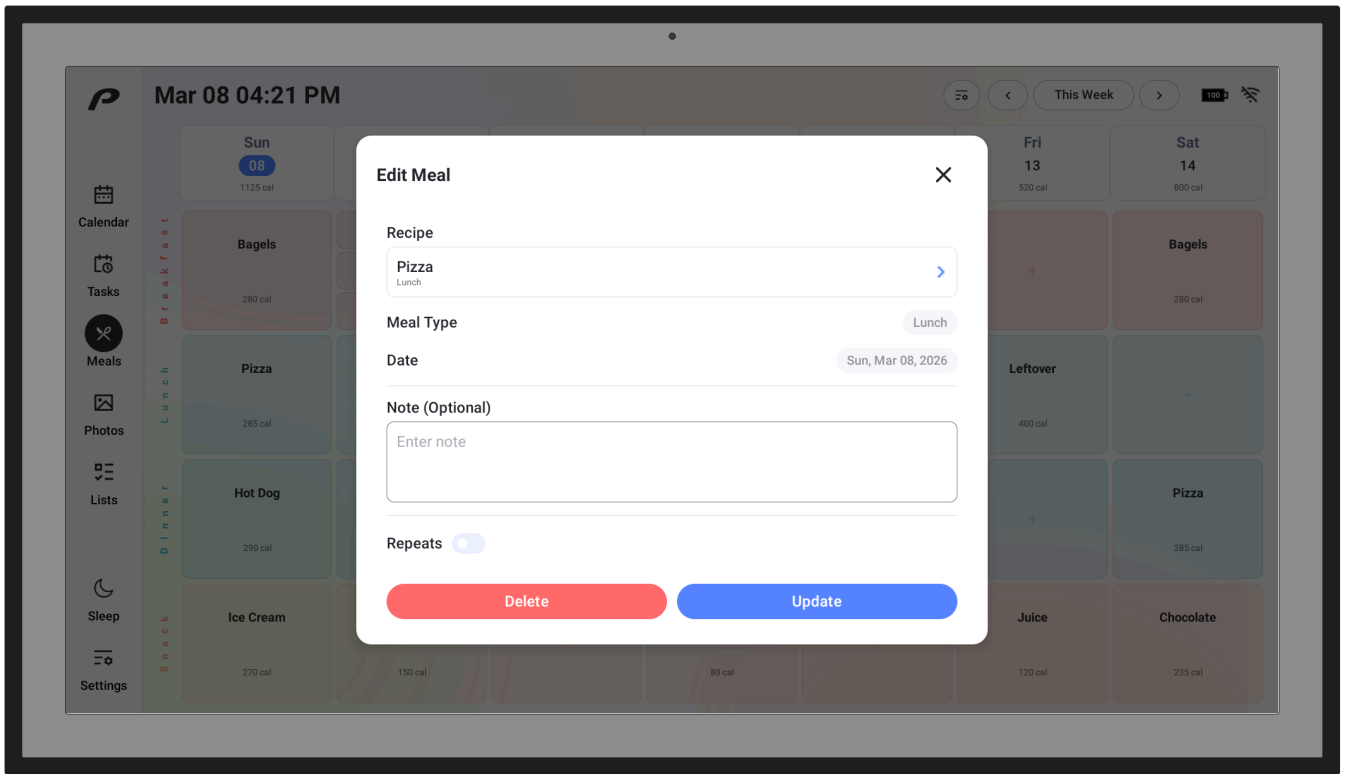 Mar 08 04:21 PM
This Week
100
Sun
08
1125 cal
Fri
13
520 cal
Sat
14
800 cal
Calendar
Tasks
Meals
Photos
Lists
Sleep
Settings
Breakfast
Bagels
280 cal
+
Bagels
280 cal
Lunch
Pizza
285 cal
Leftover
400 cal
+
Dinner
Hot Dog
290 cal
+
Pizza
285 cal
Snack
Ice Cream
270 cal
150 cal
80 cal
Juice
120 cal
Chocolate
235 cal
Edit Meal
Recipe
Pizza
Lunch
Meal Type
Lunch
Date
Sun, Mar 08, 2026
Note (Optional)
Enter note
Repeats
Delete
Update